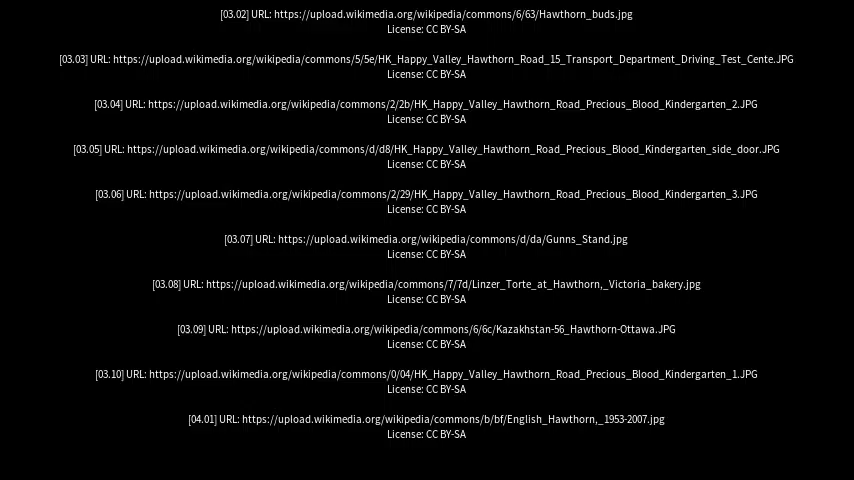 [03.02] URL: https://upload.wikimedia.org/wikipedia/commons/6/63/Hawthorn_buds.jpg
License: CC BY-SA
[03.03] URL: https://upload.wikimedia.org/wikipedia/commons/5/5e/HK_Happy_Valley_Hawthorn_Road_15_Transport_Department_Driving_Test_Cente.JPG
License: CC BY-SA
[03.04] URL: https://upload.wikimedia.org/wikipedia/commons/2/2b/HK_Happy_Valley_Hawthorn_Road_Precious_Blood_Kindergarten_2.JPG
License: CC BY-SA
[03.05] URL: https://upload.wikimedia.org/wikipedia/commons/d/d8/HK_Happy_Valley_Hawthorn_Road_Precious_Blood_Kindergarten_side_door.JPG
License: CC BY-SA
[03.06] URL: https://upload.wikimedia.org/wikipedia/commons/2/29/HK_Happy_Valley_Hawthorn_Road_Precious_Blood_Kindergarten_3.JPG
License: CC BY-SA
[03.07] URL: https://upload.wikimedia.org/wikipedia/commons/d/da/Gunns_Stand.jpg
License: CC BY-SA
[03.08] URL: https://upload.wikimedia.org/wikipedia/commons/7/7d/Linzer_Torte_at_Hawthorn,_Victoria_bakery.jpg
License: CC BY-SA
[03.09] URL: https://upload.wikimedia.org/wikipedia/commons/6/6c/Kazakhstan-56_Hawthorn-Ottawa.JPG
License: CC BY-SA
[03.10] URL: https://upload.wikimedia.org/wikipedia/commons/0/04/HK_Happy_Valley_Hawthorn_Road_Precious_Blood_Kindergarten_1.JPG
License: CC BY-SA
[04.01] URL: https://upload.wikimedia.org/wikipedia/commons/b/bf/English_Hawthorn,_1953-2007.jpg
License: CC BY-SA